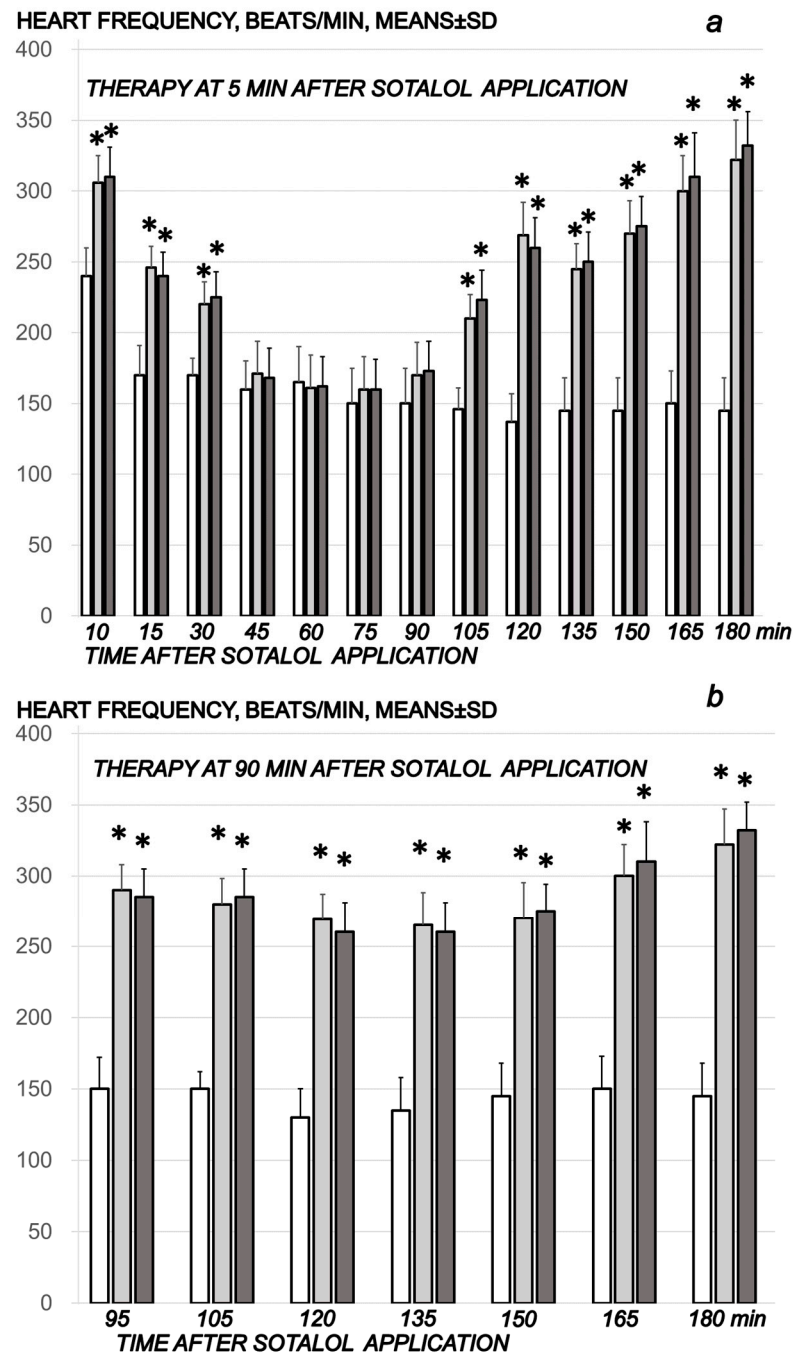 HEART FREQUENCY, BEATS/MIN, MEANS±SD
a
400
THERAPY AT 5 MIN AFTER SOTALOL APPLICATION
350
300
250
200
150
100
50
0
10 15 30 45 60 75 90 105 120 135 150 165 180 min
TIME AFTER SOTALOL APPLICATION
HEART FREQUENCY, BEATS/MIN, MEANS±SD
b
400
THERAPY AT 90 MIN AFTER SOTALOL APPLICATION
350
300
250
200
150
100
50
0
95 105 120 135 150 165 180 min
TIME AFTER SOTALOL APPLICATION